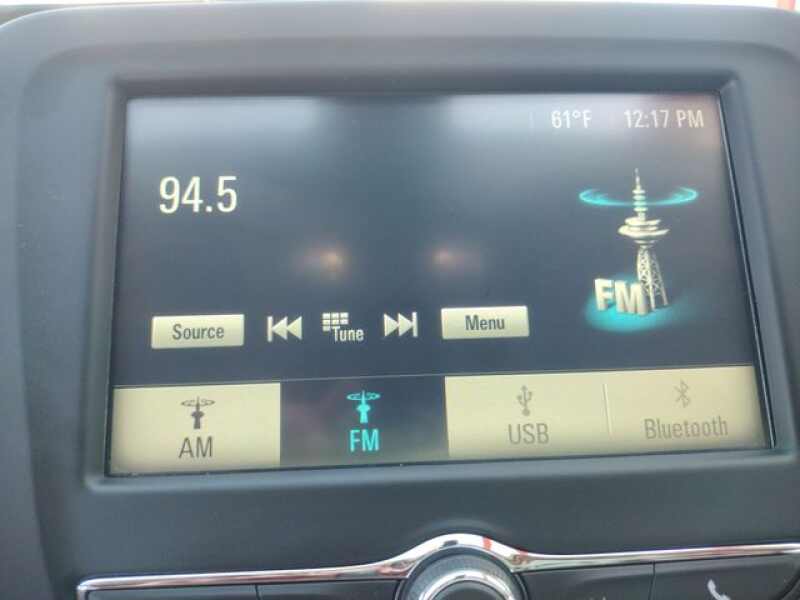 61°F 12:17 PM
94.5
FM
Source Tune Menu
AM FM USB Bluetooth